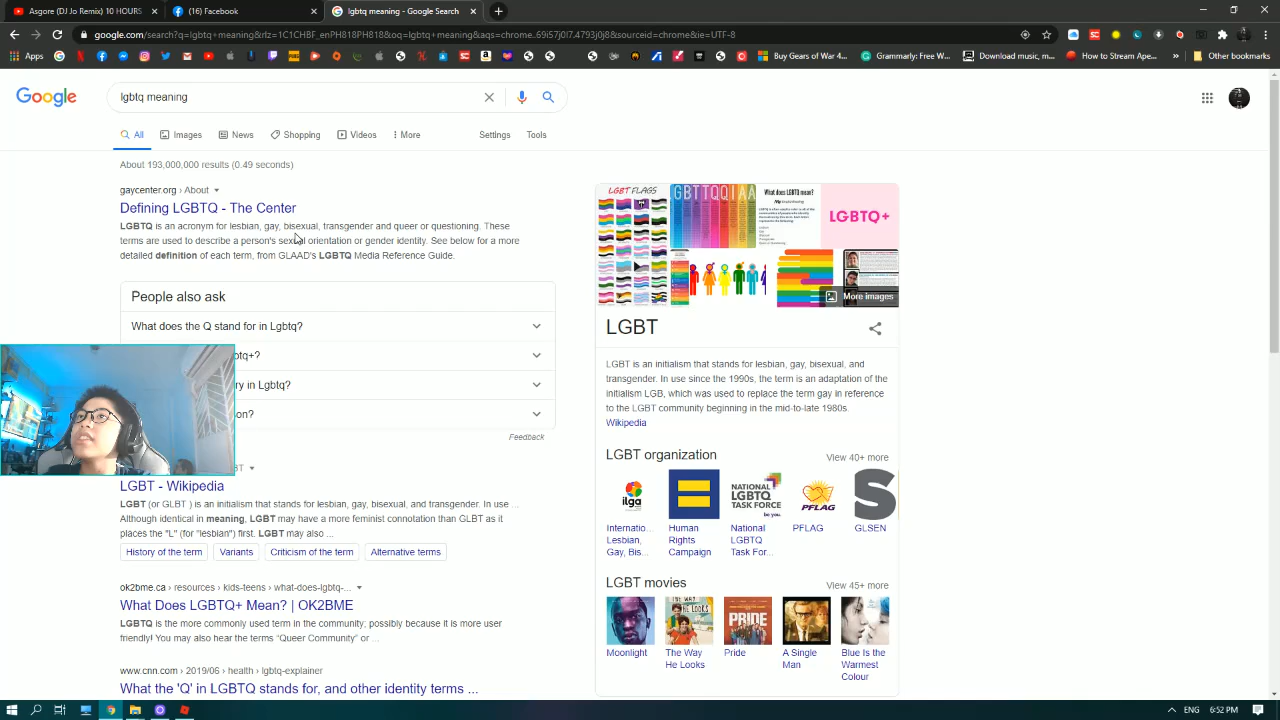 Asgore (DJ Jo Remix) 10 HOURS
(16) Facebook
lgbtq meaning - Google Search
google.com/search?q=lgbtq+meaning&rlz=1C1CHBF_enPH818PH818&oq=lgbtq+meaning&aqs=chrome..69i57j0l7.4793j0j8&sourceid=chrome&ie=UTF-8
Apps
Buy Gears of War 4...
Grammarly: Free W...
Download music, m...
How to Stream Ape...
Other bookmarks
Google
lgbtq meaning
All
Images
News
Shopping
Videos
More
Settings
Tools
About 193,000,000 results (0.49 seconds)
gaycenter.org › About
Defining LGBTQ - The Center
LGBTQ is an acronym for lesbian, gay, bisexual, transgender and queer or questioning. These
terms are used to describe a person's sexual orientation or gender identity. See below for more
detailed definition of each term, from GLAAD's LGBTQ Media Reference Guide.
People also ask
What does the Q stand for in Lgbtq?
btq+?
ry in Lgbtq?
on?
Feedback
LGBT - Wikipedia
LGBT (or GLBT ) is an initialism that stands for lesbian, gay, bisexual, and transgender. In use ...
Although identical in meaning, LGBT may have a more feminist connotation than GLBT as it
places the "L" (for "lesbian") first. LGBT may also ...
History of the term
Variants
Criticism of the term
Alternative terms
ok2bme.ca › resources › kids-teens › what-does-lgbtq-...
What Does LGBTQ+ Mean? | OK2BME
LGBTQ is the more commonly used term in the community; possibly because it is more user
friendly! You may also hear the terms "Queer Community" or ...
www.cnn.com › 2019/06 › health › lgbtq-explainer
What the 'Q' in LGBTQ stands for, and other identity terms ...
LGBT FLAGS
GBTTQQIAA
What does LGBTQ mean?
LGBTQ+
More images
LGBT
LGBT is an initialism that stands for lesbian, gay, bisexual, and
transgender. In use since the 1990s, the term is an adaptation of the
initialism LGB, which was used to replace the term gay in reference
to the LGBT community beginning in the mid-to-late 1980s.
Wikipedia
LGBT organization
View 40+ more
ilga
NATIONAL
LGBTQ
TASK FORCE
be you.
PFLAG
S
Internatio...
Lesbian,
Gay, Bis...
Human
Rights
Campaign
National
LGBTQ
Task For...
PFLAG
GLSEN
LGBT movies
View 45+ more
PRIDE
Moonlight
The Way
He Looks
Pride
A Single
Man
Blue Is the
Warmest
Colour
ENG
6:52 PM